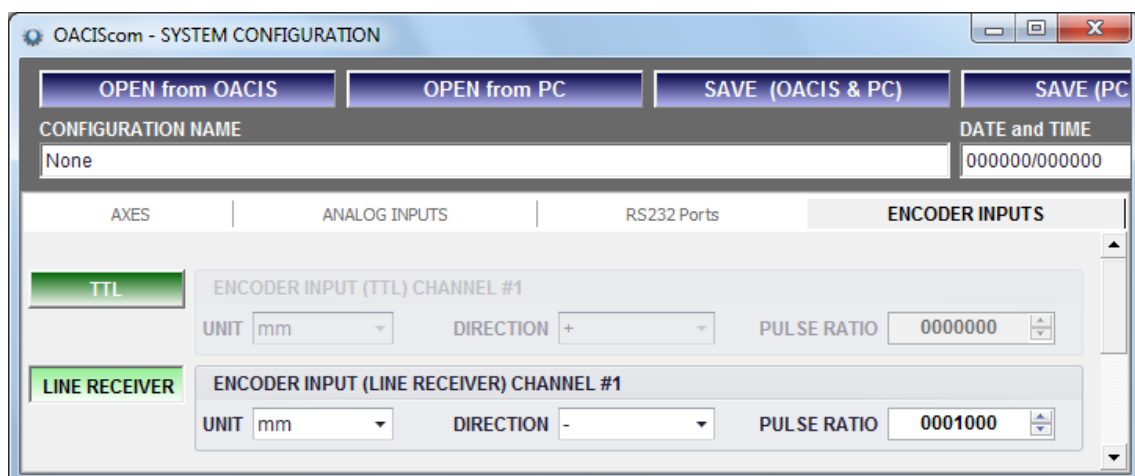 OACIScom - SYSTEM CONFIGURATION
OPEN from OACIS OPEN from PC SAVE (OACIS & PC) SAVE (PC
CONFIGURATION NAME DATE and TIME
None 000000/000000
AXES ANALOG INPUTS RS232 Ports ENCODER INPUTS
TTL ENCODER INPUT (TTL) CHANNEL #1
UNIT mm DIRECTION + PULSE RATIO 0000000
LINE RECEIVER ENCODER INPUT (LINE RECEIVER) CHANNEL #1
UNIT mm DIRECTION - PULSE RATIO 0001000